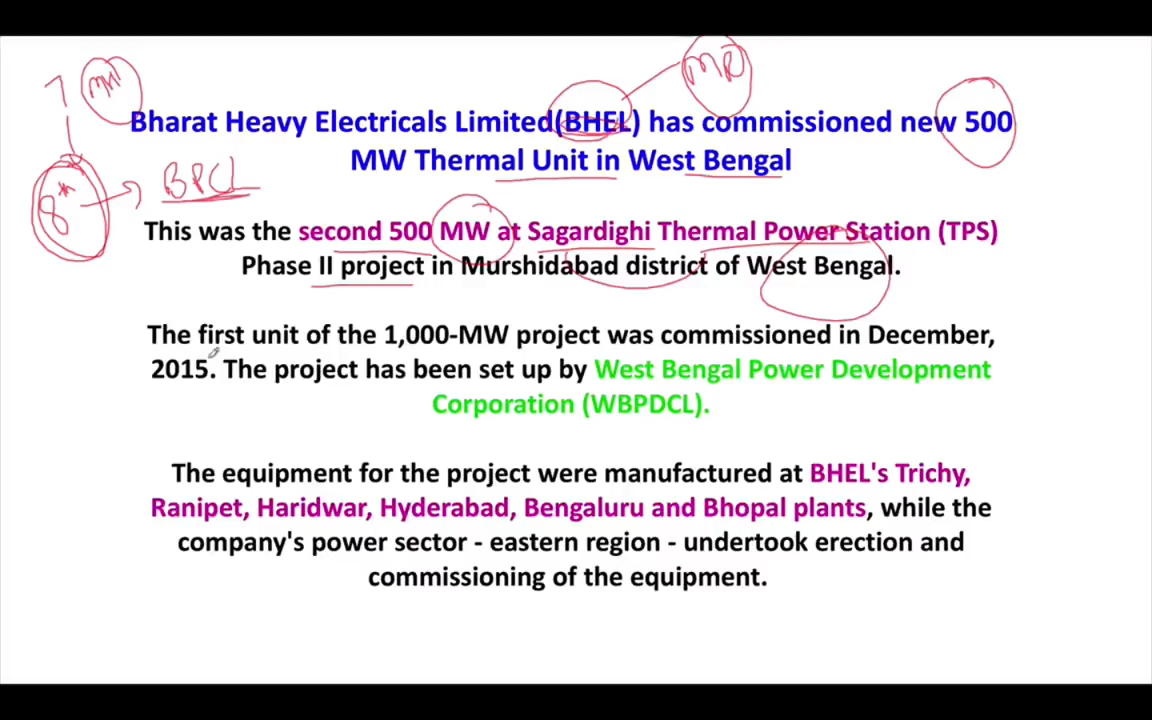 7 MH
MR
Bharat Heavy Electricals Limited(BHEL) has commissioned new 500
MW Thermal Unit in West Bengal
8th BPCL
This was the second 500 MW at Sagardighi Thermal Power Station (TPS)
Phase II project in Murshidabad district of West Bengal.
The first unit of the 1,000-MW project was commissioned in December,
2015. The project has been set up by West Bengal Power Development
Corporation (WBPDCL).
The equipment for the project were manufactured at BHEL's Trichy,
Ranipet, Haridwar, Hyderabad, Bengaluru and Bhopal plants, while the
company's power sector - eastern region - undertook erection and
commissioning of the equipment.